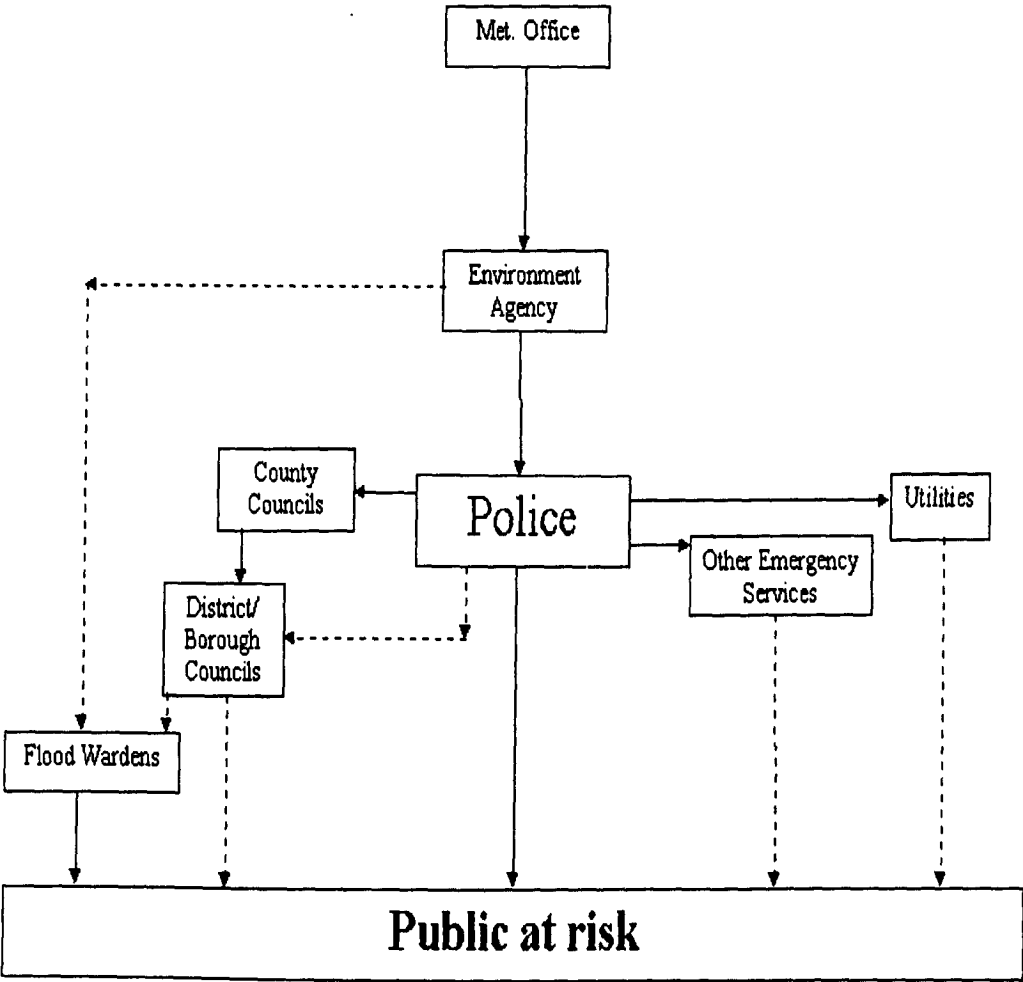 Met. Office
Environment
Agency
County
Councils
Police
Utilities
Other Emergency
Services
District/
Borough
Councils
Flood Wardens
Public at risk